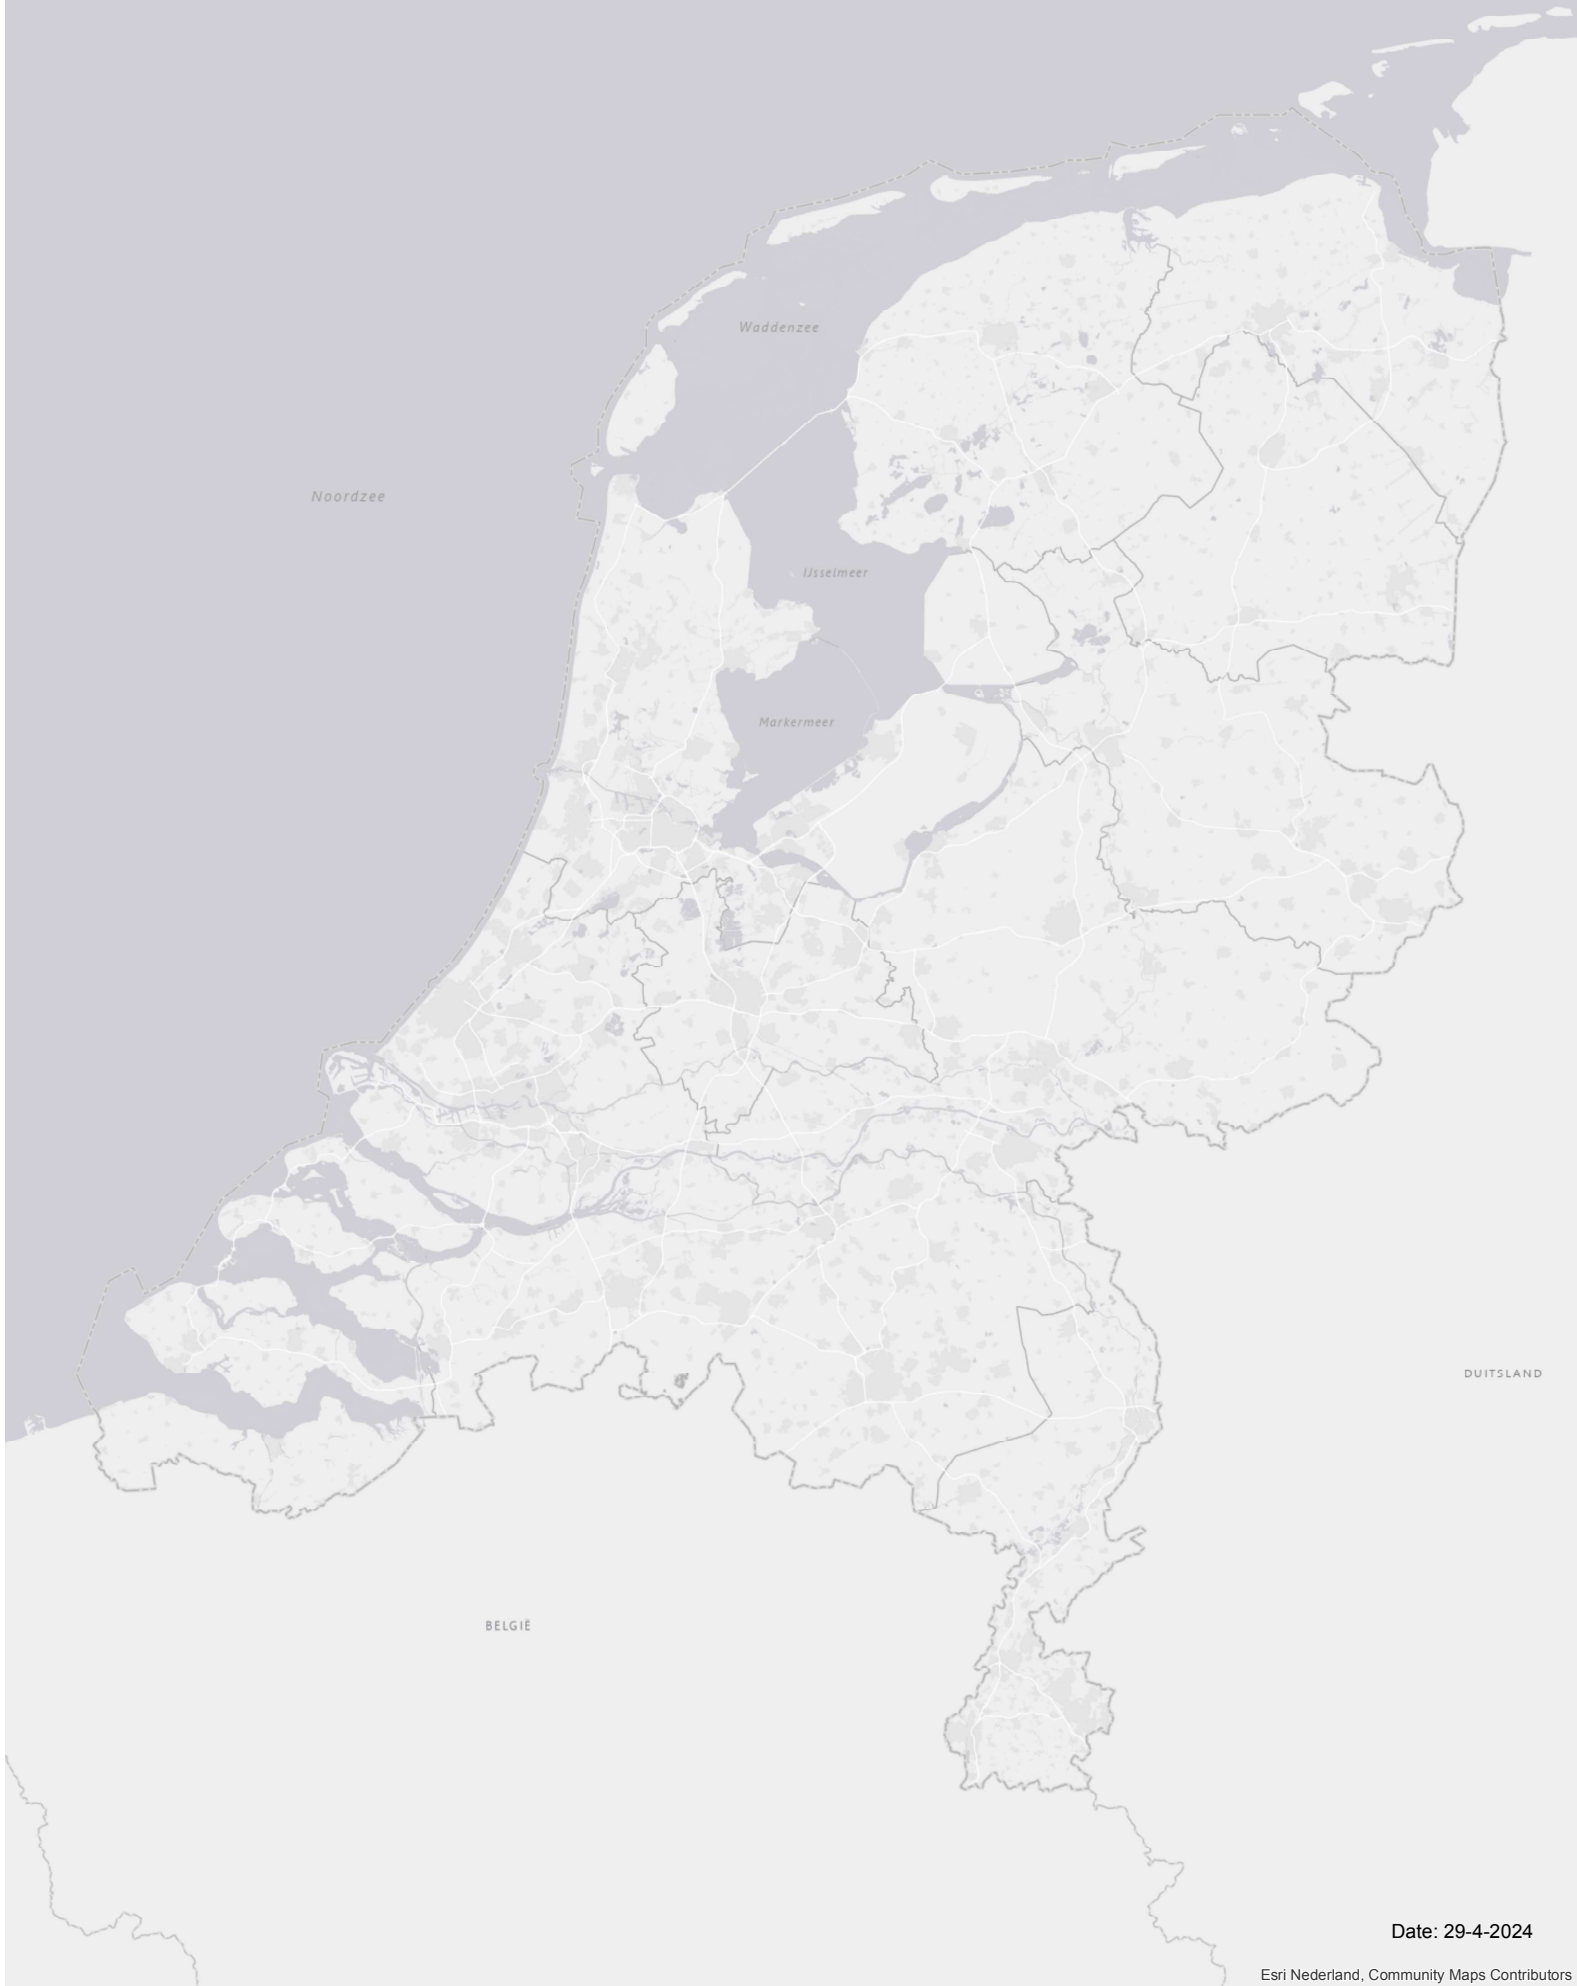 Waddenzee
Noordzee
IJsselmeer
Markermeer
DUITSLAND
BELGIË
Date: 29-4-2024
Esri Nederland, Community Maps Contributors